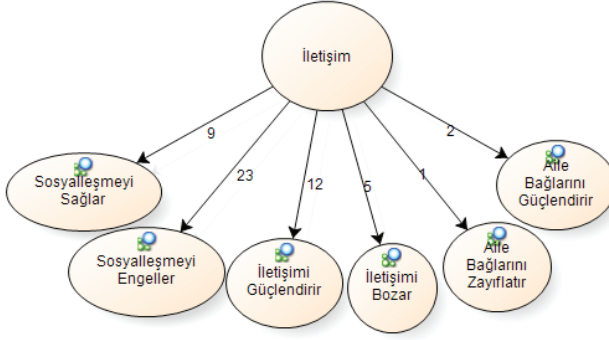 İletişim
9
23
12
5
1
2
Sosyalleşmeyi
Sağlar
Sosyalleşmeyi
Engeller
İletişimi
Güçlendirir
İletişimi
Bozar
Aile
Bağlarını
Zayıflatır
Aile
Bağlarını
Güçlendirir